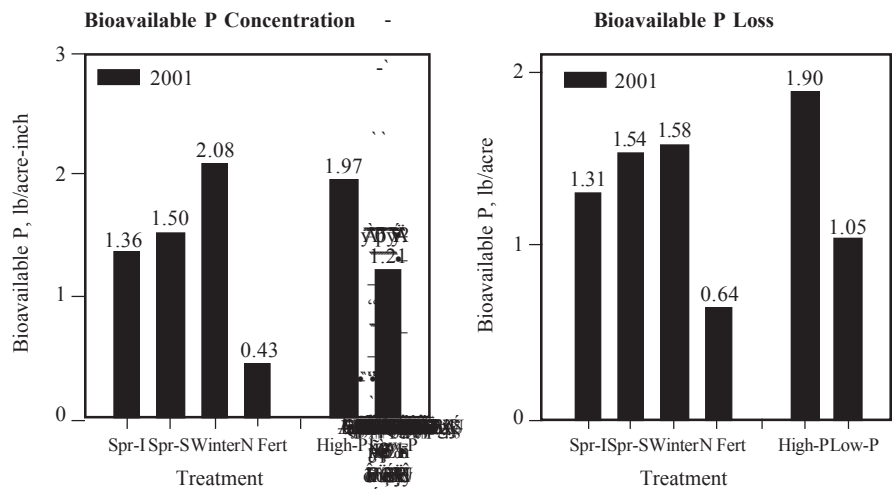 Bioavailable P Concentration -
3
2001
2.08
1.97
2
1.50
1.36
1.21
1
0.43
0
Bioavailable P, lb/acre-inch
Spr-I Spr-S Winter N Fert High-P
Treatment
Bioavailable P Loss
2
2001
1.90
1.54
1.58
1.31
1.05
1
0.64
0
Bioavailable P, lb/acre
Spr-I Spr-S Winter N Fert High-P Low-P
Treatment